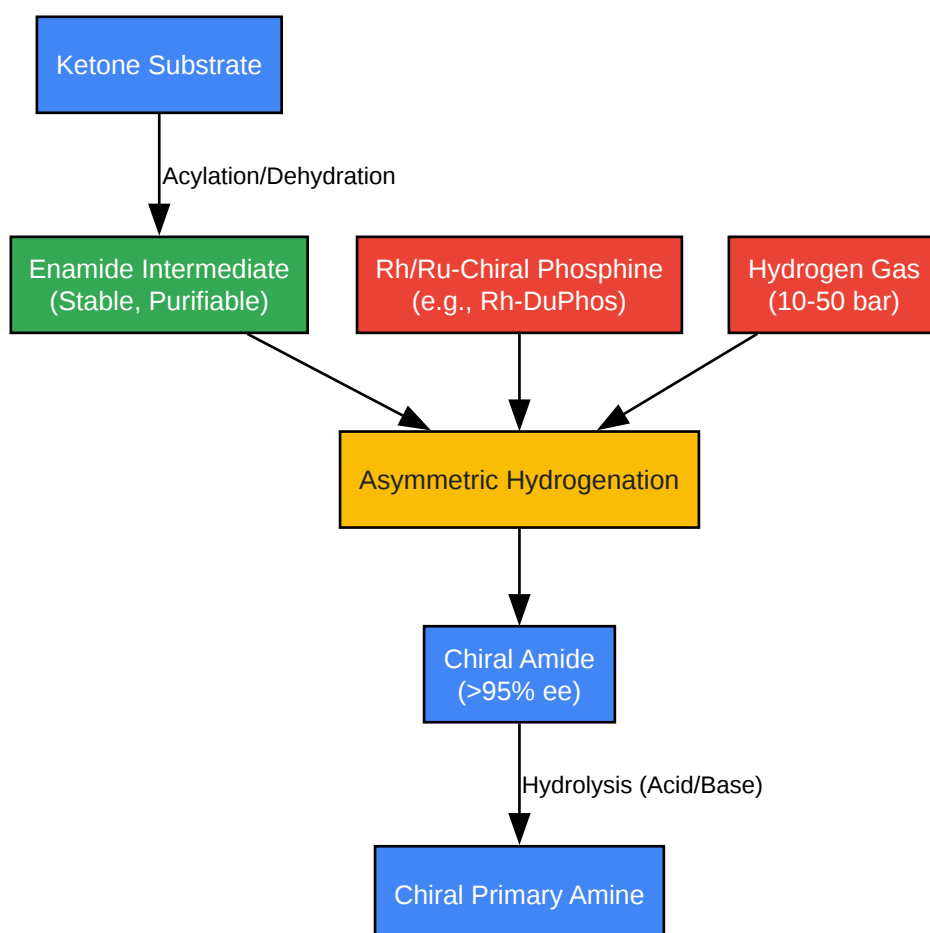 Ketone Substrate
Acylation/Dehydration
Enamide Intermediate
(Stable, Purifiable)
Rh/Ru-Chiral Phosphine
(e.g., Rh-DuPhos)
Hydrogen Gas
(10-50 bar)
Asymmetric Hydrogenation
Chiral Amide
(>95% ee)
Hydrolysis (Acid/Base)
Chiral Primary Amine